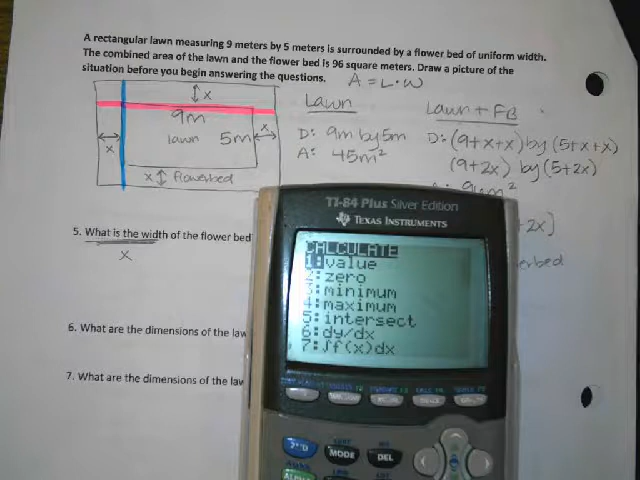 A rectangular lawn measuring 9 meters by 5 meters is surrounded by a flower bed of uniform width.
The combined area of the lawn and the flower bed is 96 square meters. Draw a picture of the
situation before you begin answering the questions.
A = L·W
x
9m
lawn 5m x
x
x flowerbed
Lawn
D: 9m by 5m
A: 45m²
Lawn + FB
D: (9+x+x) by (5+x+x)
(9+2x) by (5+2x)
A: 96m²
+2x]
erbed
5. What is the width of the flower bed
x
6. What are the dimensions of the law
7. What are the dimensions of the law
TI-84 Plus Silver Edition
TEXAS INSTRUMENTS
CALCULATE
1:value
2:zero
3:minimum
4:maximum
5:intersect
6:dy/dx
7:∫f(x)dx
2ND
MODE
DEL